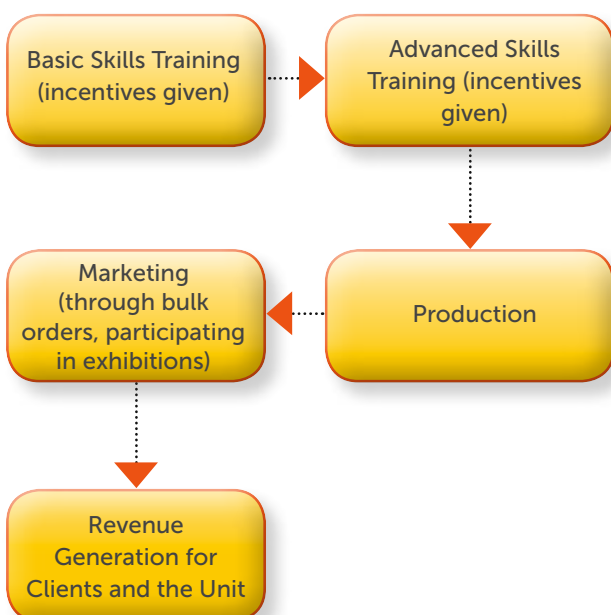 Basic Skills Training
(incentives given)
Advanced Skills
Training (incentives
given)
Production
Marketing
(through bulk
orders, participating
in exhibitions)
Revenue
Generation for
Clients and the Unit